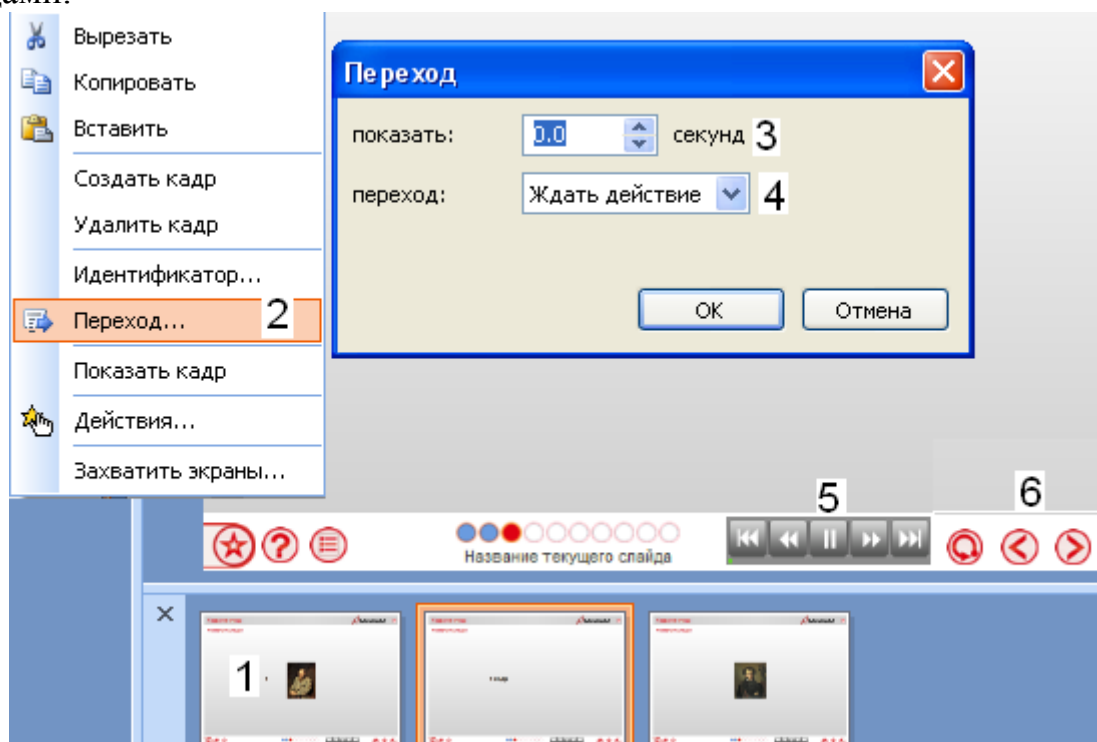 Вырезать
Копировать
Вставить
Создать кадр
Удалить кадр
Идентификатор...
Переход... 2
Показать кадр
Действия...
Захватить экраны...
Переход
показать: 0.0 секунд 3
переход: Ждать действие 4
ОК Отмена
5 6
Название текущего слайда
1